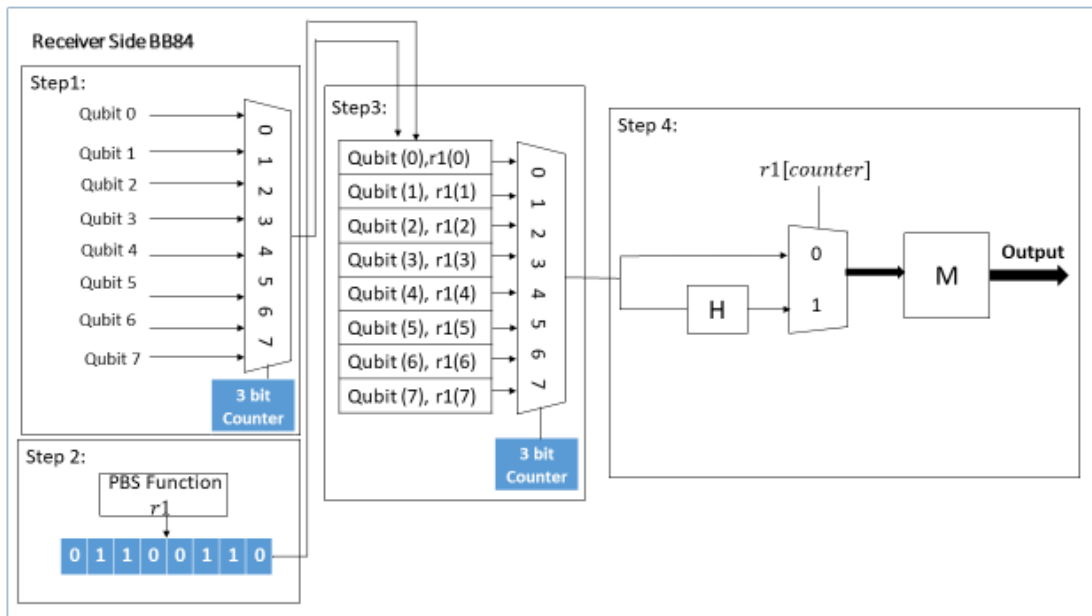 Receiver Side BB84
Step1:
Qubit 0
Qubit 1
Qubit 2
Qubit 3
Qubit 4
Qubit 5
Qubit 6
Qubit 7
0
1
2
3
4
5
6
7
3 bit
Counter
Step 2:
PBS Function
r1
0 1 1 0 0 1 1 0
Step3:
Qubit (0),r1(0)
Qubit (1), r1(1)
Qubit (2), r1(2)
Qubit (3), r1(3)
Qubit (4), r1(4)
Qubit (5), r1(5)
Qubit (6), r1(6)
Qubit (7), r1(7)
0
1
2
3
4
5
6
7
3 bit
Counter
Step 4:
r1[counter]
0
1
H
M
Output